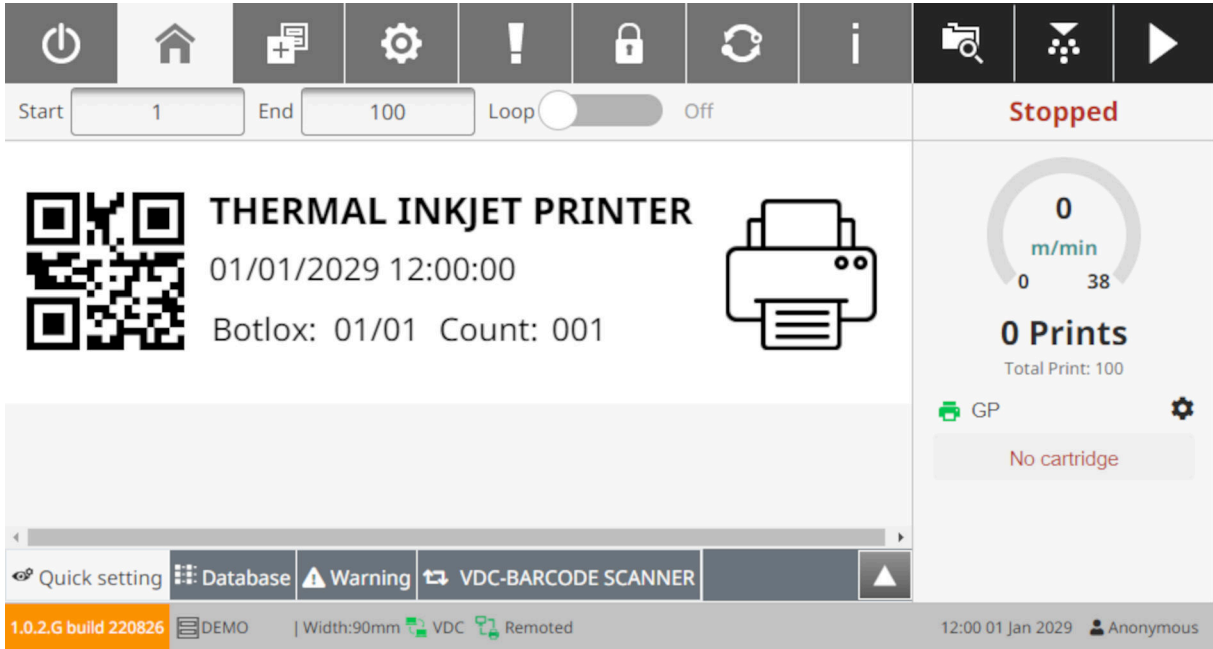 Start 1 End 100 Loop Off
Stopped
THERMAL INKJET PRINTER
01/01/2029 12:00:00
Botlox: 01/01 Count: 001
0
m/min
0 38
0 Prints
Total Print: 100
GP
No cartridge
Quick setting Database Warning VDC-BARCODE SCANNER
1.0.2.G build 220826 DEMO | Width:90mm VDC Remoted 12:00 01 Jan 2029 Anonymous